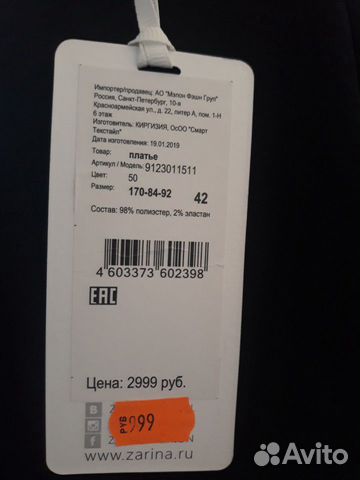 Импортер/продавец: АО "Мэлон Фэшн Груп"
Россия, Санкт-Петербург, 10-я
Красноармейская ул., д. 22, литер А, пом. 1-Н
6 этаж
Изготовитель: КИРГИЗИЯ, ОсОО "Смарт
Текстайл"
Дата изготовления: 19.01.2019
Товар: платье
Артикул / Модель: 9123011511
Цвет: 50
Размер: 170-84-92 42
Состав: 98% полиэстер, 2% эластан
4 603373 602398
EAC
Цена: 2999 руб.
РУБ 999
www.zarina.ru
Avito